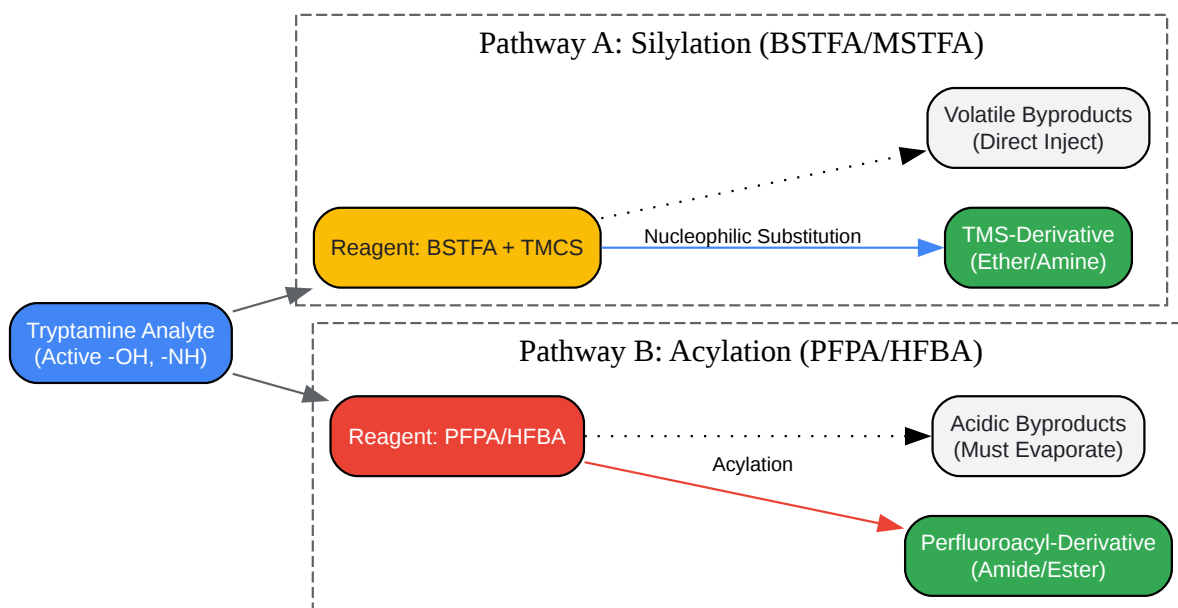 Pathway A: Silylation (BSTFA/MSTFA)
Volatile Byproducts
(Direct Inject)
Reagent: BSTFA + TMCS
Nucleophilic Substitution
TMS-Derivative
(Ether/Amine)
Tryptamine Analyte
(Active -OH, -NH)
Pathway B: Acylation (PFPA/HFBA)
Reagent: PFPA/HFBA
Acidic Byproducts
(Must Evaporate)
Acylation
Perfluoroacyl-Derivative
(Amide/Ester)